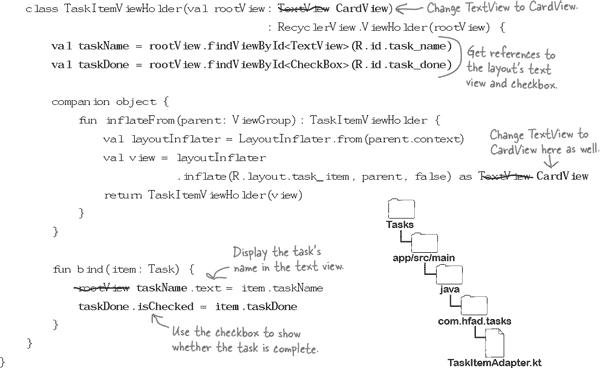 class TaskItemViewHolder(val rootView: TextView CardView)
Change TextView to CardView.
: RecyclerView.ViewHolder(rootView) {
val taskName = rootView.findViewById<TextView>(R.id.task_name)
val taskDone = rootView.findViewById<CheckBox>(R.id.task_done)
Get references
to the layout's text
view and checkbox.
companion object {
fun inflateFrom(parent: ViewGroup): TaskItemViewHolder {
val layoutInflater = LayoutInflater.from(parent.context)
val view = layoutInflater
.inflate(R.layout.task_item, parent, false) as TextView CardView
Change TextView to
CardView here as well.
return TaskItemViewHolder(view)
}
}
fun bind(item: Task) {
Display the task's
name in the text view.
rootView taskName.text = item.taskName
taskDone.isChecked = item.taskDone
}
Use the checkbox to show
whether the task is complete.
}
}
Tasks
app/src/main
java
com.hfad.tasks
TaskItemAdapter.kt